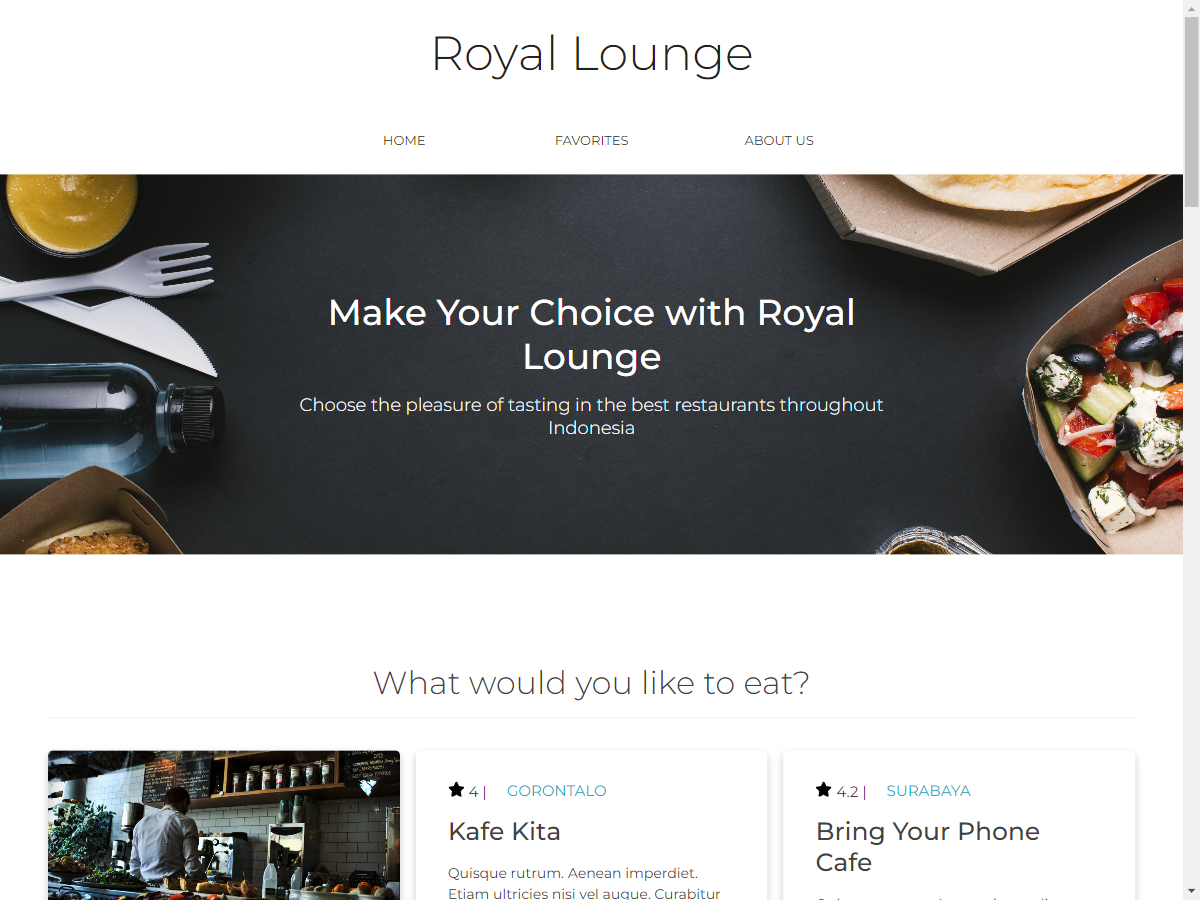 Royal Lounge
HOME
FAVORITES
ABOUT US
Make Your Choice with Royal
Lounge
Choose the pleasure of tasting in the best restaurants throughout
Indonesia
What would you like to eat?
4 | GORONTALO
Kafe Kita
Quisque rutrum. Aenean imperdiet.
Etiam ultricies nisi vel augue. Curabitur
4.2 | SURABAYA
Bring Your Phone
Cafe